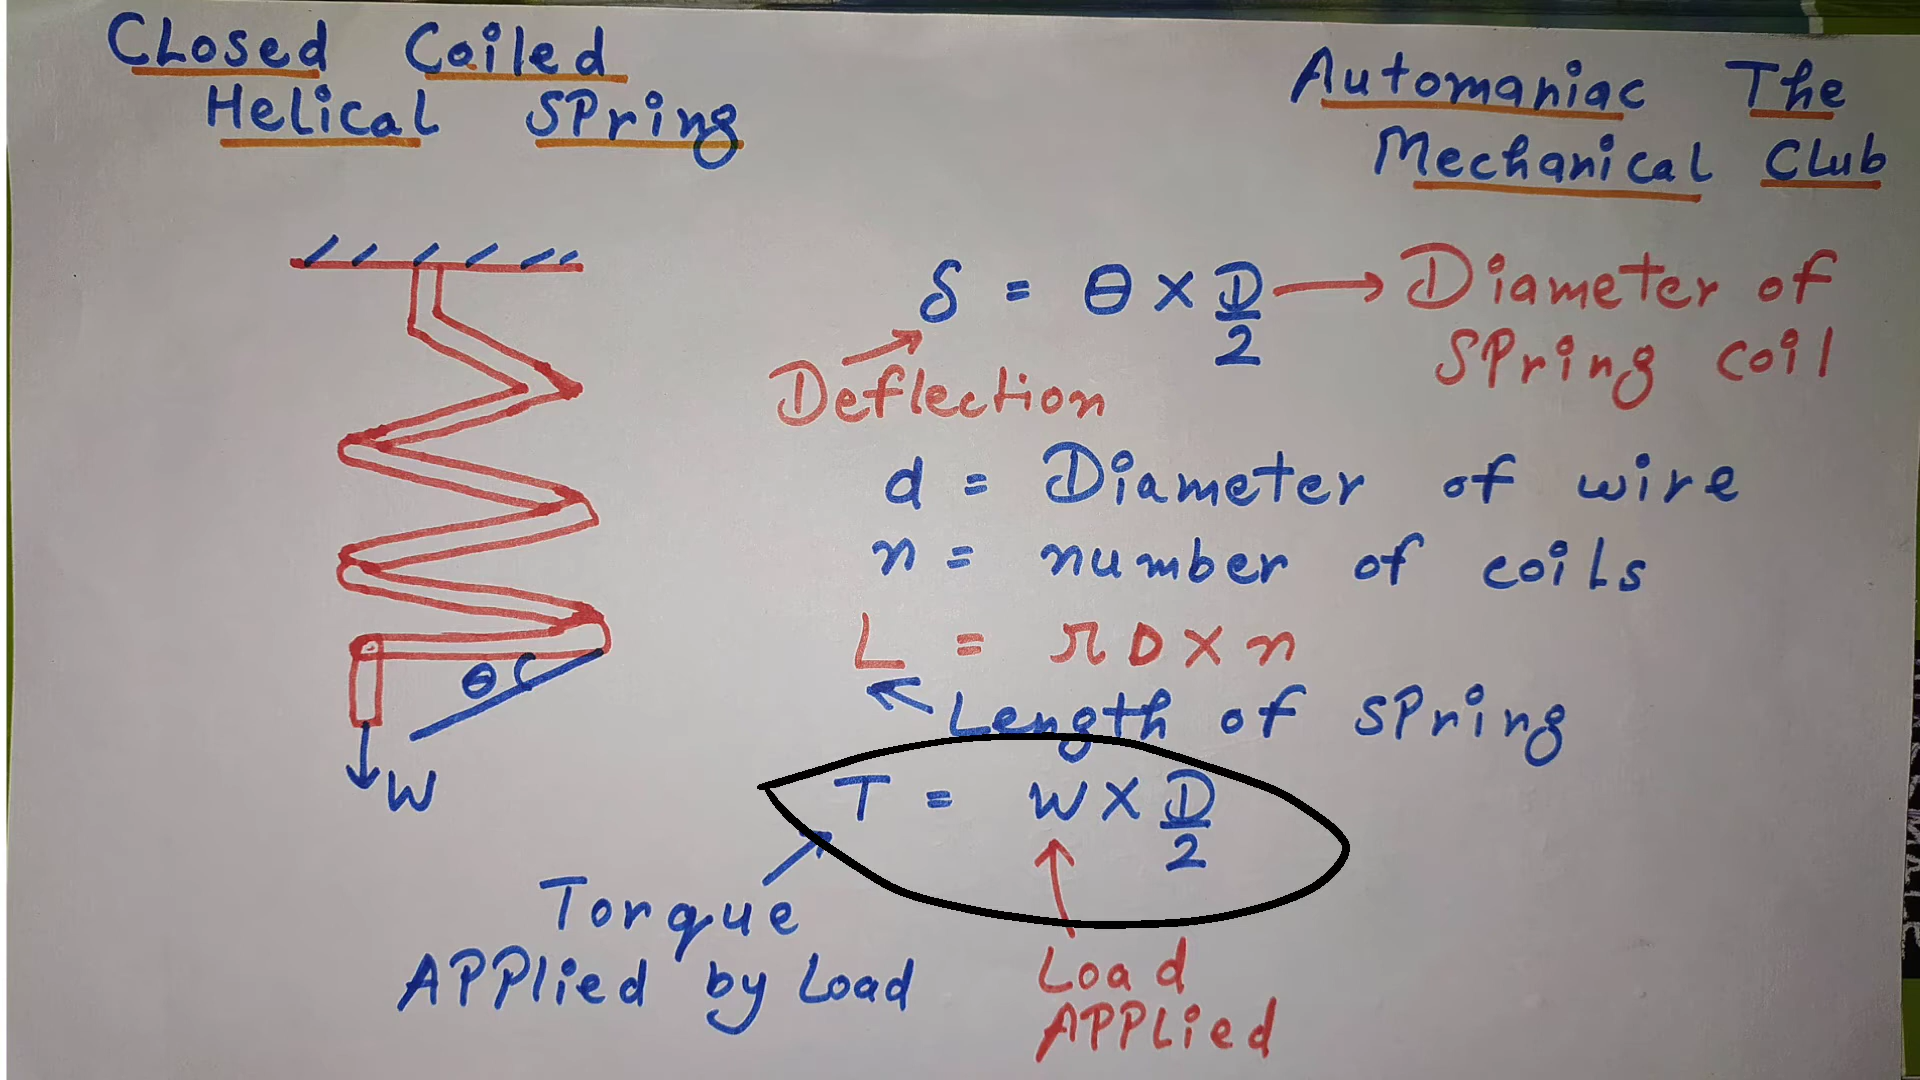 CLosed Coiled
Helical SPring
Automaniac The
Mechanical CLub
δ = θ × D/2 → Diameter of
SPring coil
Deflection
d = Diameter of wire
n = number of coils
L = πD × n
Length of SPring
θ
W
T = W × D/2
Torque
APPlied by Load
Load
APPLied